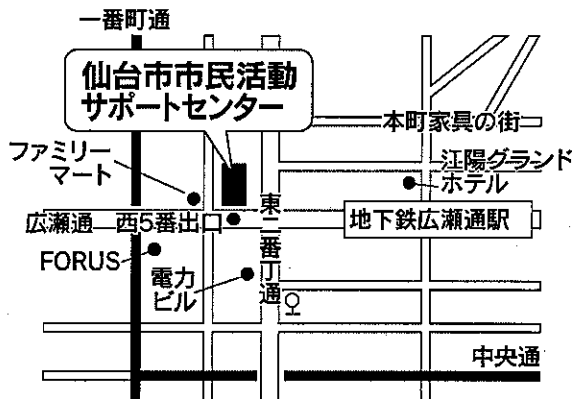 一番町通
仙台市市民活動
サポートセンター
本町家具の街
ファミリー
マート
江陽グランド
ホテル
広瀬通
西5番出口
東二番丁通
地下鉄広瀬通駅
FORUS
電力
ビル
中央通